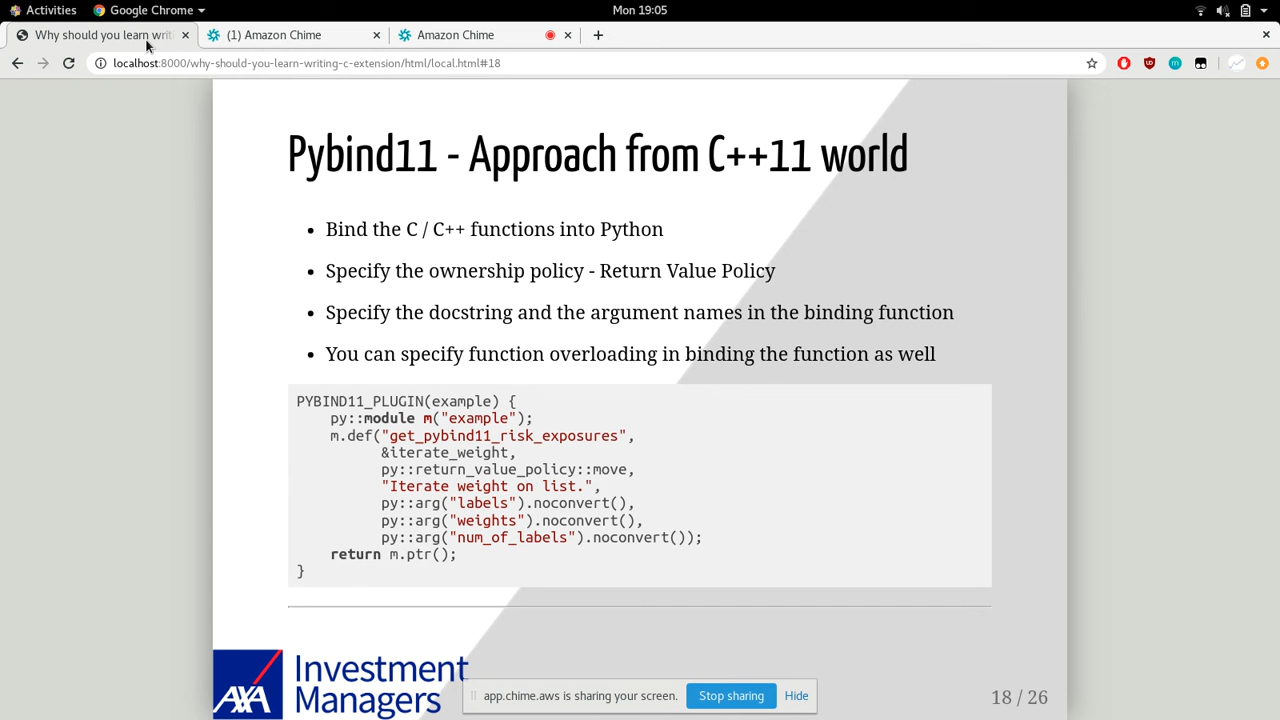 Activities
Google Chrome
Mon 19:05
Why should you learn writi
(1) Amazon Chime
Amazon Chime
localhost:8000/why-should-you-learn-writing-c-extension/html/local.html#18
Pybind11 - Approach from C++11 world
• Bind the C / C++ functions into Python
• Specify the ownership policy - Return Value Policy
• Specify the docstring and the argument names in the binding function
• You can specify function overloading in binding the function as well
PYBIND11_PLUGIN(example) {
    py::module m("example");
    m.def("get_pybind11_risk_exposures",
          &iterate_weight,
          py::return_value_policy::move,
          "Iterate weight on list.",
          py::arg("labels").noconvert(),
          py::arg("weights").noconvert(),
          py::arg("num_of_labels").noconvert());
    return m.ptr();
}
AXA
Investment
Managers
app.chime.aws is sharing your screen.
Stop sharing
Hide
18 / 26